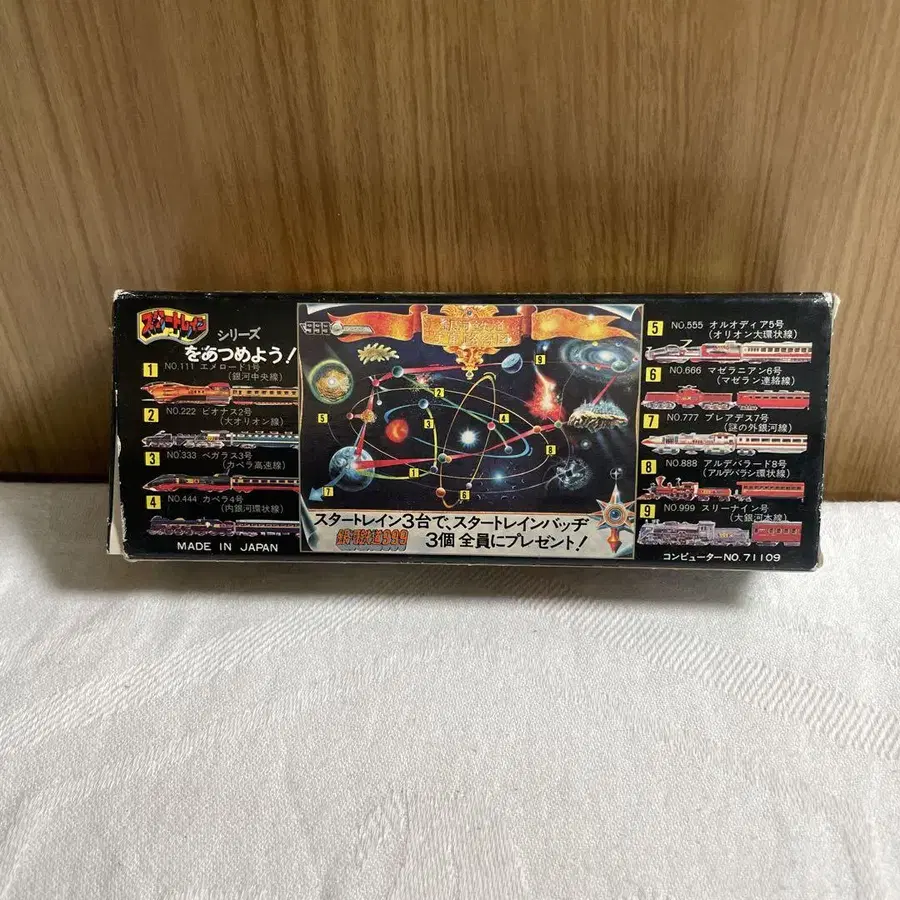 スタートレイン
シリーズ
をあつめよう!
1 NO.111 エメロード1号
(銀河中央線)
2 NO.222 ビオナス2号
(大オリオン線)
3 NO.333 ペガラス3号
(カペラ高速線)
4 NO.444 カペラ4号
(内銀河環状線)
MADE IN JAPAN
999
9
2
5
4
3
8
1
6
7
スタートレイン3台で、スタートレインバッヂ
銀河鉄道999
3個 全員にプレゼント!
5 NO.555 オルオディア5号
(オリオン大環状線)
6 NO.666 マゼラニアン6号
(マゼラン連絡線)
7 NO.777 プレアデス7号
(謎の外銀河線)
8 NO.888 アルデバラード8号
(アルデバラン環状線)
9 NO.999 スリーナイン号
(大銀河本線)
コンピューターNO.71109